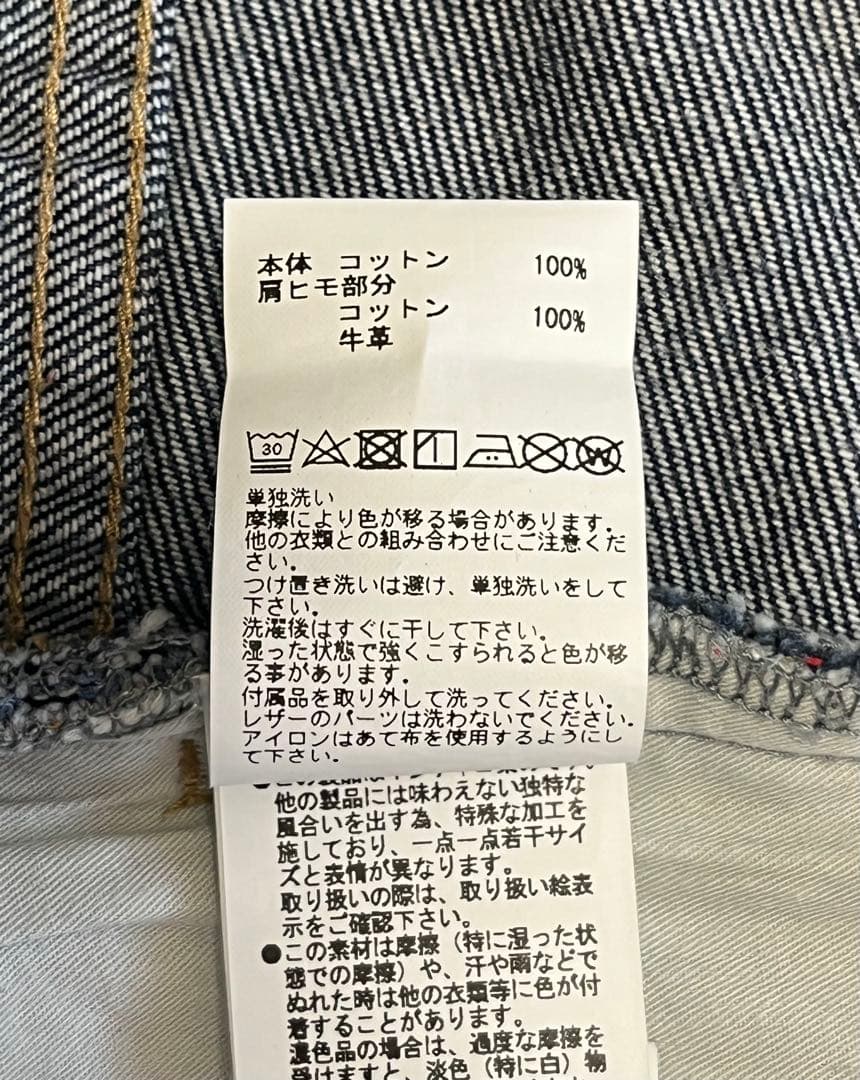 本体 コットン 100%
肩ヒモ部分
コットン 100%
牛革
30
W
単独洗い
摩擦により色が移る場合があります。
他の衣類との組み合わせにご注意くだ
さい。
つけ置き洗いは避け、単独洗いをして
下さい。
洗濯後はすぐに干して下さい。
湿った状態で強くこすられると色が移
る事があります。
付属品を取り外して洗ってください。
レザーのパーツは洗わないでください。
アイロンはあて布を使用するようにし
て下さい。
他の製品には味わえない独特な
風合いを出す為、特殊な加工を
施しており、一点一点若干サイ
ズと表情が異なります。
取り扱いの際は、取り扱い絵表
示をご確認下さい。
●この素材は摩擦（特に湿った状
態での摩擦）や、汗や雨などで
ぬれた時は他の衣類等に色が付
着することがあります。
濃色品の場合は、過度な摩擦を
受けますと、淡色（特に白）物